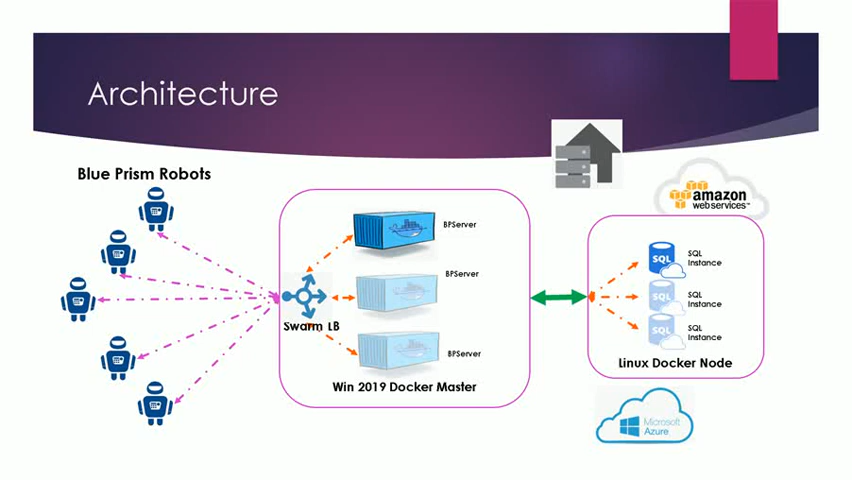 Architecture
Blue Prism Robots
amazon
webservices™
BPServer
BPServer
BPServer
Swarm LB
Win 2019 Docker Master
SQL
SQL
Instance
SQL
SQL
Instance
SQL
SQL
Instance
Linux Docker Node
Microsoft
Azure